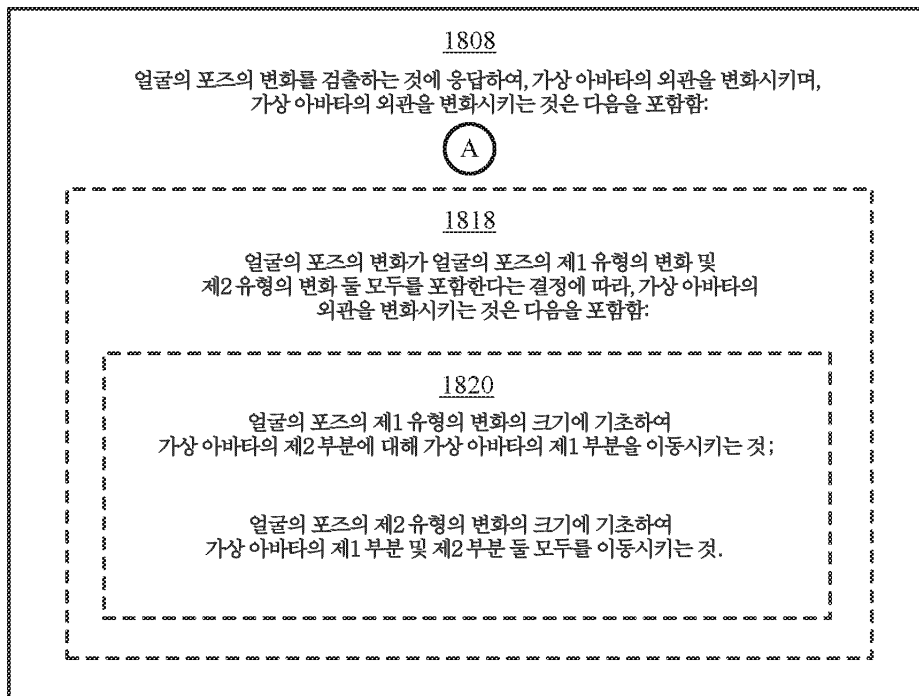 1808
얼굴의 포즈의 변화를 검출하는 것에 응답하여, 가상 아바타의 외관을 변화시키며,
가상 아바타의 외관을 변화시키는 것은 다음을 포함함:
A
1818
얼굴의 포즈의 변화가 얼굴의 포즈의 제1 유형의 변화 및
제2 유형의 변화 둘 모두를 포함한다는 결정에 따라, 가상 아바타의
외관을 변화시키는 것은 다음을 포함함:
1820
얼굴의 포즈의 제1 유형의 변화의 크기에 기초하여
가상 아바타의 제2 부분에 대해 가상 아바타의 제1 부분을 이동시키는 것;
얼굴의 포즈의 제2 유형의 변화의 크기에 기초하여
가상 아바타의 제1 부분 및 제2 부분 둘 모두를 이동시키는 것.